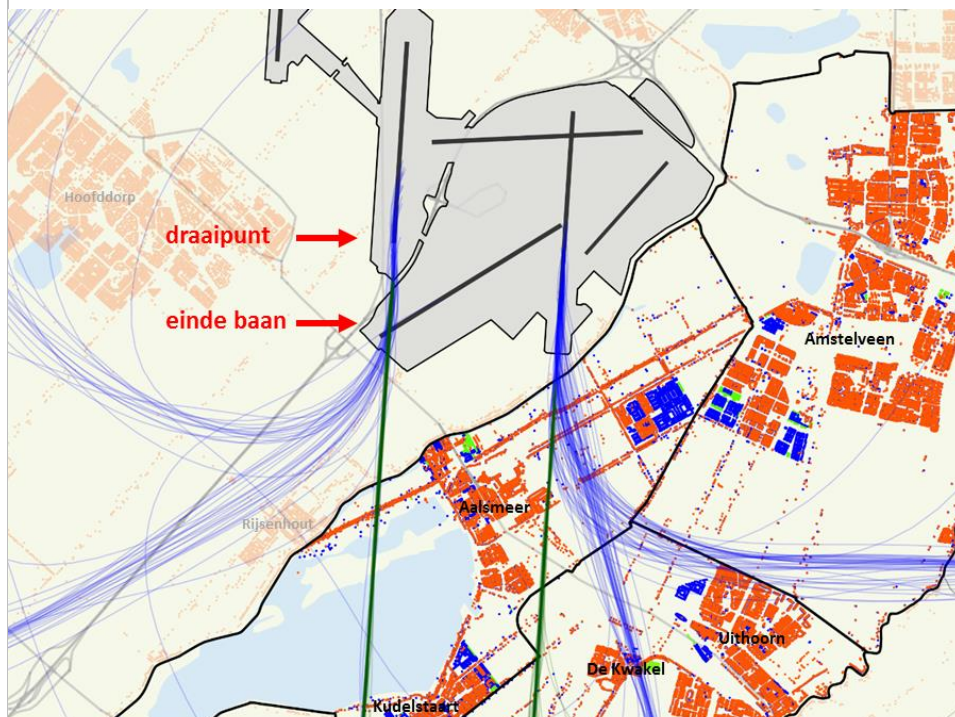 Hoofddorp
draaipunt
einde baan
Amstelveen
Aalsmeer
Rijsenhout
Uithoorn
De Kwakel
Kudelstaart